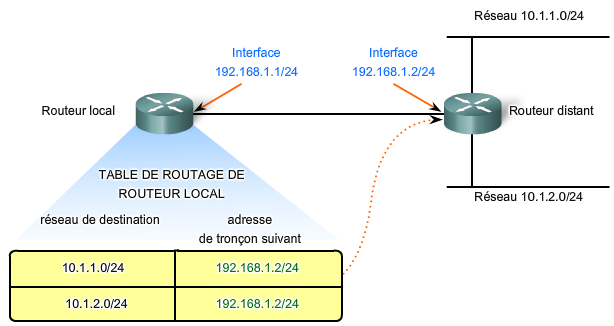 Réseau 10.1.1.0/24
Interface
192.168.1.1/24
Interface
192.168.1.2/24
Routeur local
Routeur distant
TABLE DE ROUTAGE DE
ROUTEUR LOCAL
Réseau 10.1.2.0/24
réseau de destination
adresse
de tronçon suivant
10.1.1.0/24
192.168.1.2/24
10.1.2.0/24
192.168.1.2/24